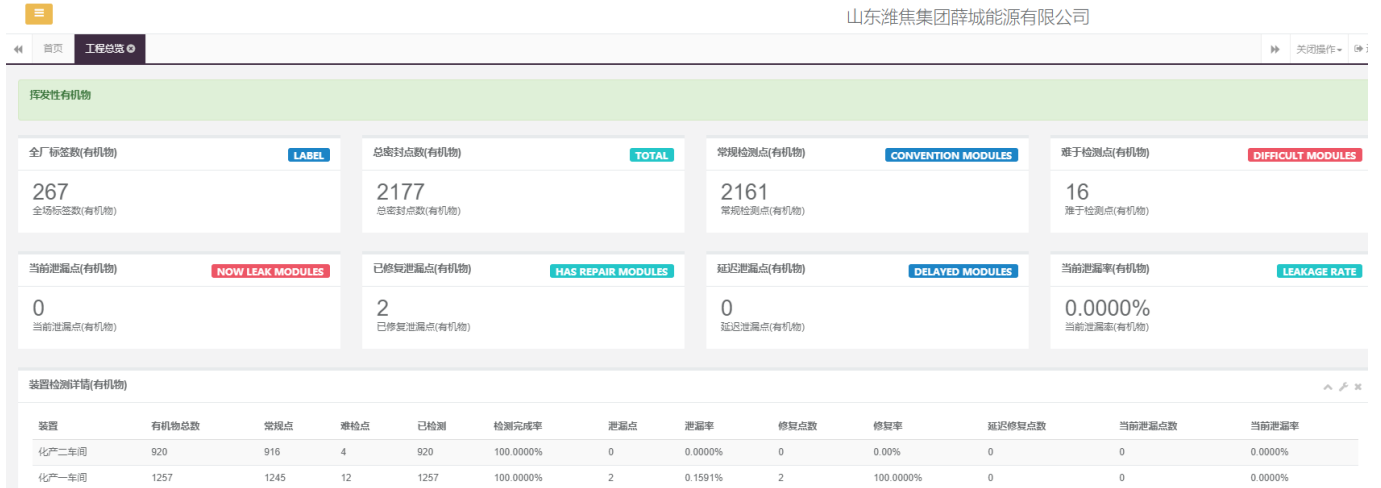 山东潍焦集团薛城能源有限公司
首页 工程总览 关闭操作
挥发性有机物
全厂标签数(有机物) LABEL 总密封点数(有机物) TOTAL 常规检测点(有机物) CONVENTION MODULES 难于检测点(有机物) DIFFICULT MODULES
267 2177 2161 16
全场标签数(有机物) 总密封点数(有机物) 常规检测点(有机物) 难于检测点(有机物)
当前泄漏点(有机物) NOW LEAK MODULES 已修复泄漏点(有机物) HAS REPAIR MODULES 延迟泄漏点(有机物) DELAYED MODULES 当前泄漏率(有机物) LEAKAGE RATE
0 2 0 0.0000%
当前泄漏点(有机物) 已修复泄漏点(有机物) 延迟泄漏点(有机物) 当前泄漏率(有机物)
装置检测详情(有机物)
装置 有机物总数 常规点 难检点 已检测 检测完成率 泄漏点 泄漏率 修复点数 修复率 延迟修复点数 当前泄漏点数 当前泄漏率
化产二车间 920 916 4 920 100.0000% 0 0.0000% 0 0.00% 0 0 0.0000%
化产一车间 1257 1245 12 1257 100.0000% 2 0.1591% 2 100.0000% 0 0 0.0000%